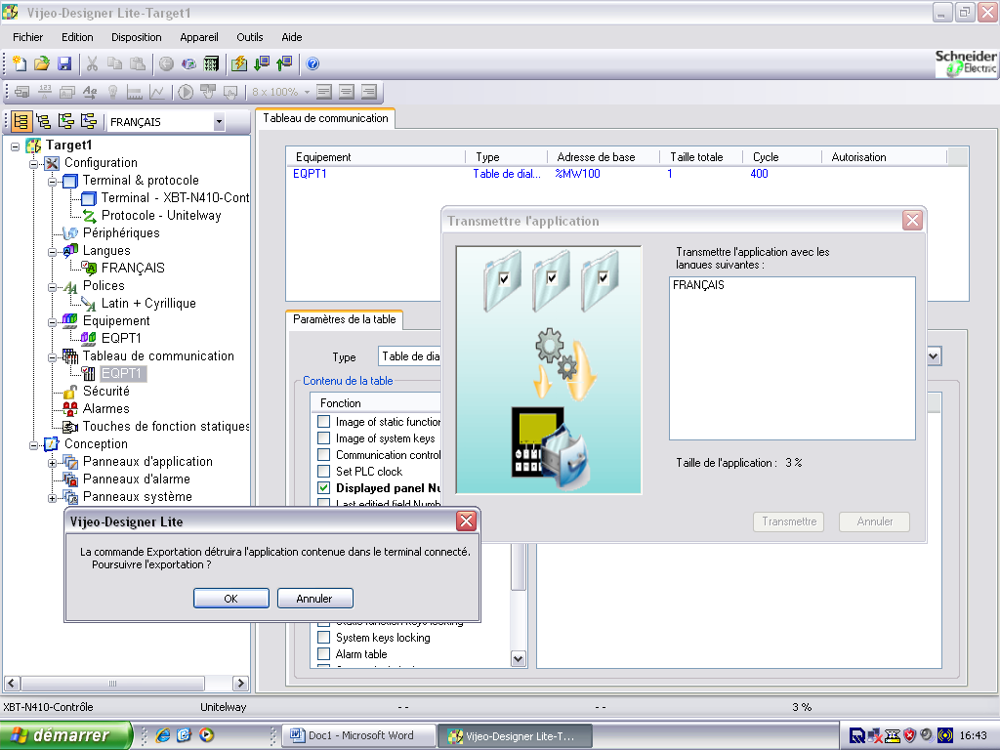 Vijeo-Designer Lite-Target1
Fichier Edition Disposition Appareil Outils Aide
Schneider
Electric
123
8 x 100%
FRANÇAIS
Tableau de communication
Target1
Configuration
Terminal & protocole
Terminal - XBT-N410-Cont
Protocole - Unitelway
Périphériques
Langues
FRANÇAIS
Polices
Latin + Cyrillique
Equipement
EQPT1
Tableau de communication
EQPT1
Sécurité
Alarmes
Touches de fonction statiques
Conception
Panneaux d'application
Panneaux d'alarme
Panneaux système
Equipement Type Adresse de base Taille totale Cycle Autorisation
EQPT1 Table de dial... %MW100 1 400
Transmettre l'application
Transmettre l'application avec les
langues suivantes :
FRANÇAIS
Taille de l'application : 3 %
Transmettre Annuler
Paramètres de la table
Type Table de dia
Contenu de la table
Fonction
Image of static function
Image of system keys
Communication control
Set PLC clock
Displayed panel Nu
Last editied field Numb
Vijeo-Designer Lite
La commande Exportation détruira l'application contenue dans le terminal connecté.
Poursuivre l'exportation ?
OK Annuler
Static function keys locking
System keys locking
Alarm table
XBT-N410-Contrôle Unitelway - - - - 3 %
démarrer Doc1 - Microsoft Word Vijeo-Designer Lite-T... 16:43